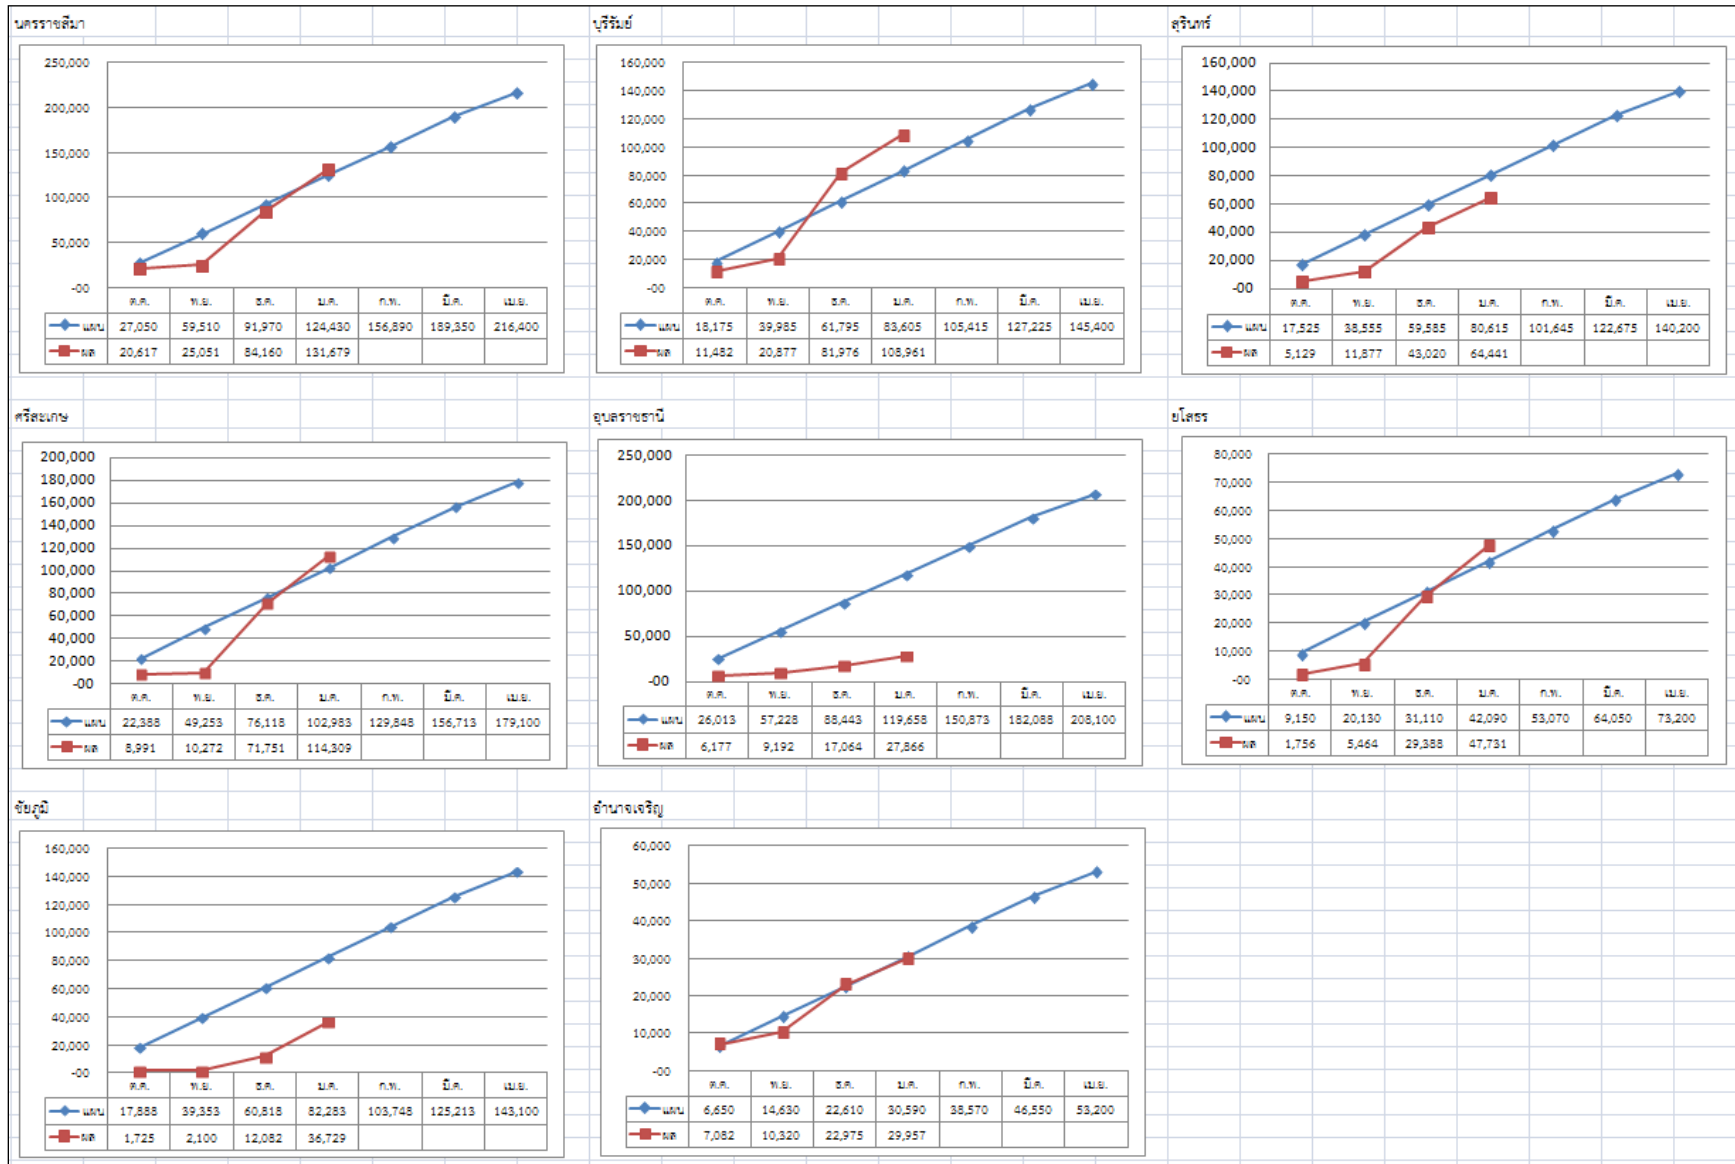 นครราชสีมา
250,000
200,000
150,000
100,000
50,000
-00
ต.ค. พ.ย. ธ.ค. ม.ค. ก.พ. มี.ค. เม.ย.
แผน 27,050 59,510 91,970 124,430 156,890 189,350 216,400
ผล 20,617 25,051 84,160 131,679
บุรีรัมย์
160,000
140,000
120,000
100,000
80,000
60,000
40,000
20,000
-00
ต.ค. พ.ย. ธ.ค. ม.ค. ก.พ. มี.ค. เม.ย.
แผน 18,175 39,985 61,795 83,605 105,415 127,225 145,400
ผล 11,482 20,877 81,976 108,961
สุรินทร์
160,000
140,000
120,000
100,000
80,000
60,000
40,000
20,000
-00
ต.ค. พ.ย. ธ.ค. ม.ค. ก.พ. มี.ค. เม.ย.
แผน 17,525 38,555 59,585 80,615 101,645 122,675 140,200
ผล 5,129 11,877 43,020 64,441
ศรีสะเกษ
200,000
180,000
160,000
140,000
120,000
100,000
80,000
60,000
40,000
20,000
-00
ต.ค. พ.ย. ธ.ค. ม.ค. ก.พ. มี.ค. เม.ย.
แผน 22,388 49,253 76,118 102,983 129,848 156,713 179,100
ผล 8,991 10,272 71,751 114,309
อุบลราชธานี
250,000
200,000
150,000
100,000
50,000
-00
ต.ค. พ.ย. ธ.ค. ม.ค. ก.พ. มี.ค. เม.ย.
แผน 26,013 57,228 88,443 119,658 150,873 182,088 208,100
ผล 6,177 9,192 17,064 27,866
ยโสธร
80,000
70,000
60,000
50,000
40,000
30,000
20,000
10,000
-00
ต.ค. พ.ย. ธ.ค. ม.ค. ก.พ. มี.ค. เม.ย.
แผน 9,150 20,130 31,110 42,090 53,070 64,050 73,200
ผล 1,756 5,464 29,388 47,731
ชัยภูมิ
160,000
140,000
120,000
100,000
80,000
60,000
40,000
20,000
-00
ต.ค. พ.ย. ธ.ค. ม.ค. ก.พ. มี.ค. เม.ย.
แผน 17,888 39,353 60,818 82,283 103,748 125,213 143,100
ผล 1,725 2,100 12,082 36,729
อำนาจเจริญ
60,000
50,000
40,000
30,000
20,000
10,000
-00
ต.ค. พ.ย. ธ.ค. ม.ค. ก.พ. มี.ค. เม.ย.
แผน 6,650 14,630 22,610 30,590 38,570 46,550 53,200
ผล 7,082 10,320 22,975 29,957